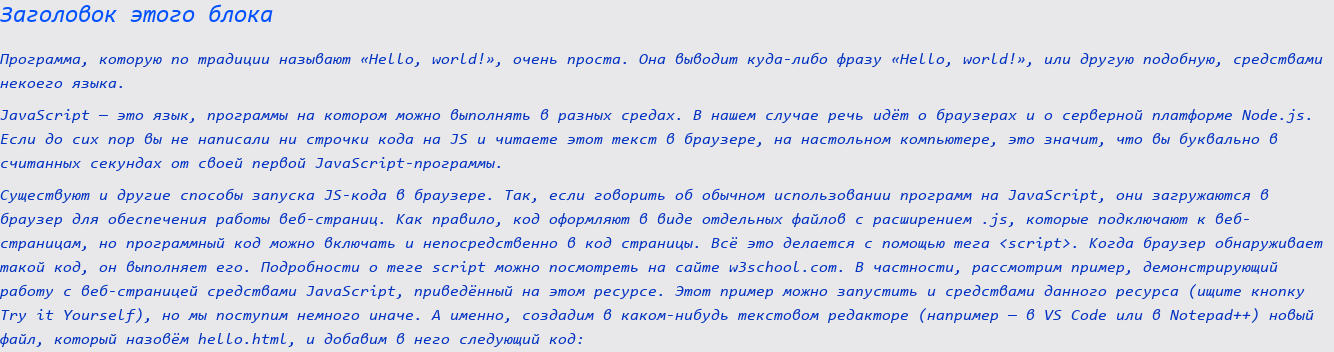 Заголовок этого блока
Программа, которую по традиции называют «Hello, world!», очень проста. Она выводит куда-либо фразу «Hello, world!», или другую подобную, средствами
некоего языка.
JavaScript — это язык, программы на котором можно выполнять в разных средах. В нашем случае речь идёт о браузерах и о серверной платформе Node.js.
Если до сих пор вы не написали ни строчки кода на JS и читаете этот текст в браузере, на настольном компьютере, это значит, что вы буквально в
считанных секундах от своей первой JavaScript-программы.
Существуют и другие способы запуска JS-кода в браузере. Так, если говорить об обычном использовании программ на JavaScript, они загружаются в
браузер для обеспечения работы веб-страниц. Как правило, код оформляют в виде отдельных файлов с расширением .js, которые подключают к веб-
страницам, но программный код можно включать и непосредственно в код страницы. Всё это делается с помощью тега <script>. Когда браузер обнаруживает
такой код, он выполняет его. Подробности о теге script можно посмотреть на сайте w3school.com. В частности, рассмотрим пример, демонстрирующий
работу с веб-страницей средствами JavaScript, приведённый на этом ресурсе. Этот пример можно запустить и средствами данного ресурса (ищите кнопку
Try it Yourself), но мы поступим немного иначе. А именно, создадим в каком-нибудь текстовом редакторе (например — в VS Code или в Notepad++) новый
файл, который назовём hello.html, и добавим в него следующий код: